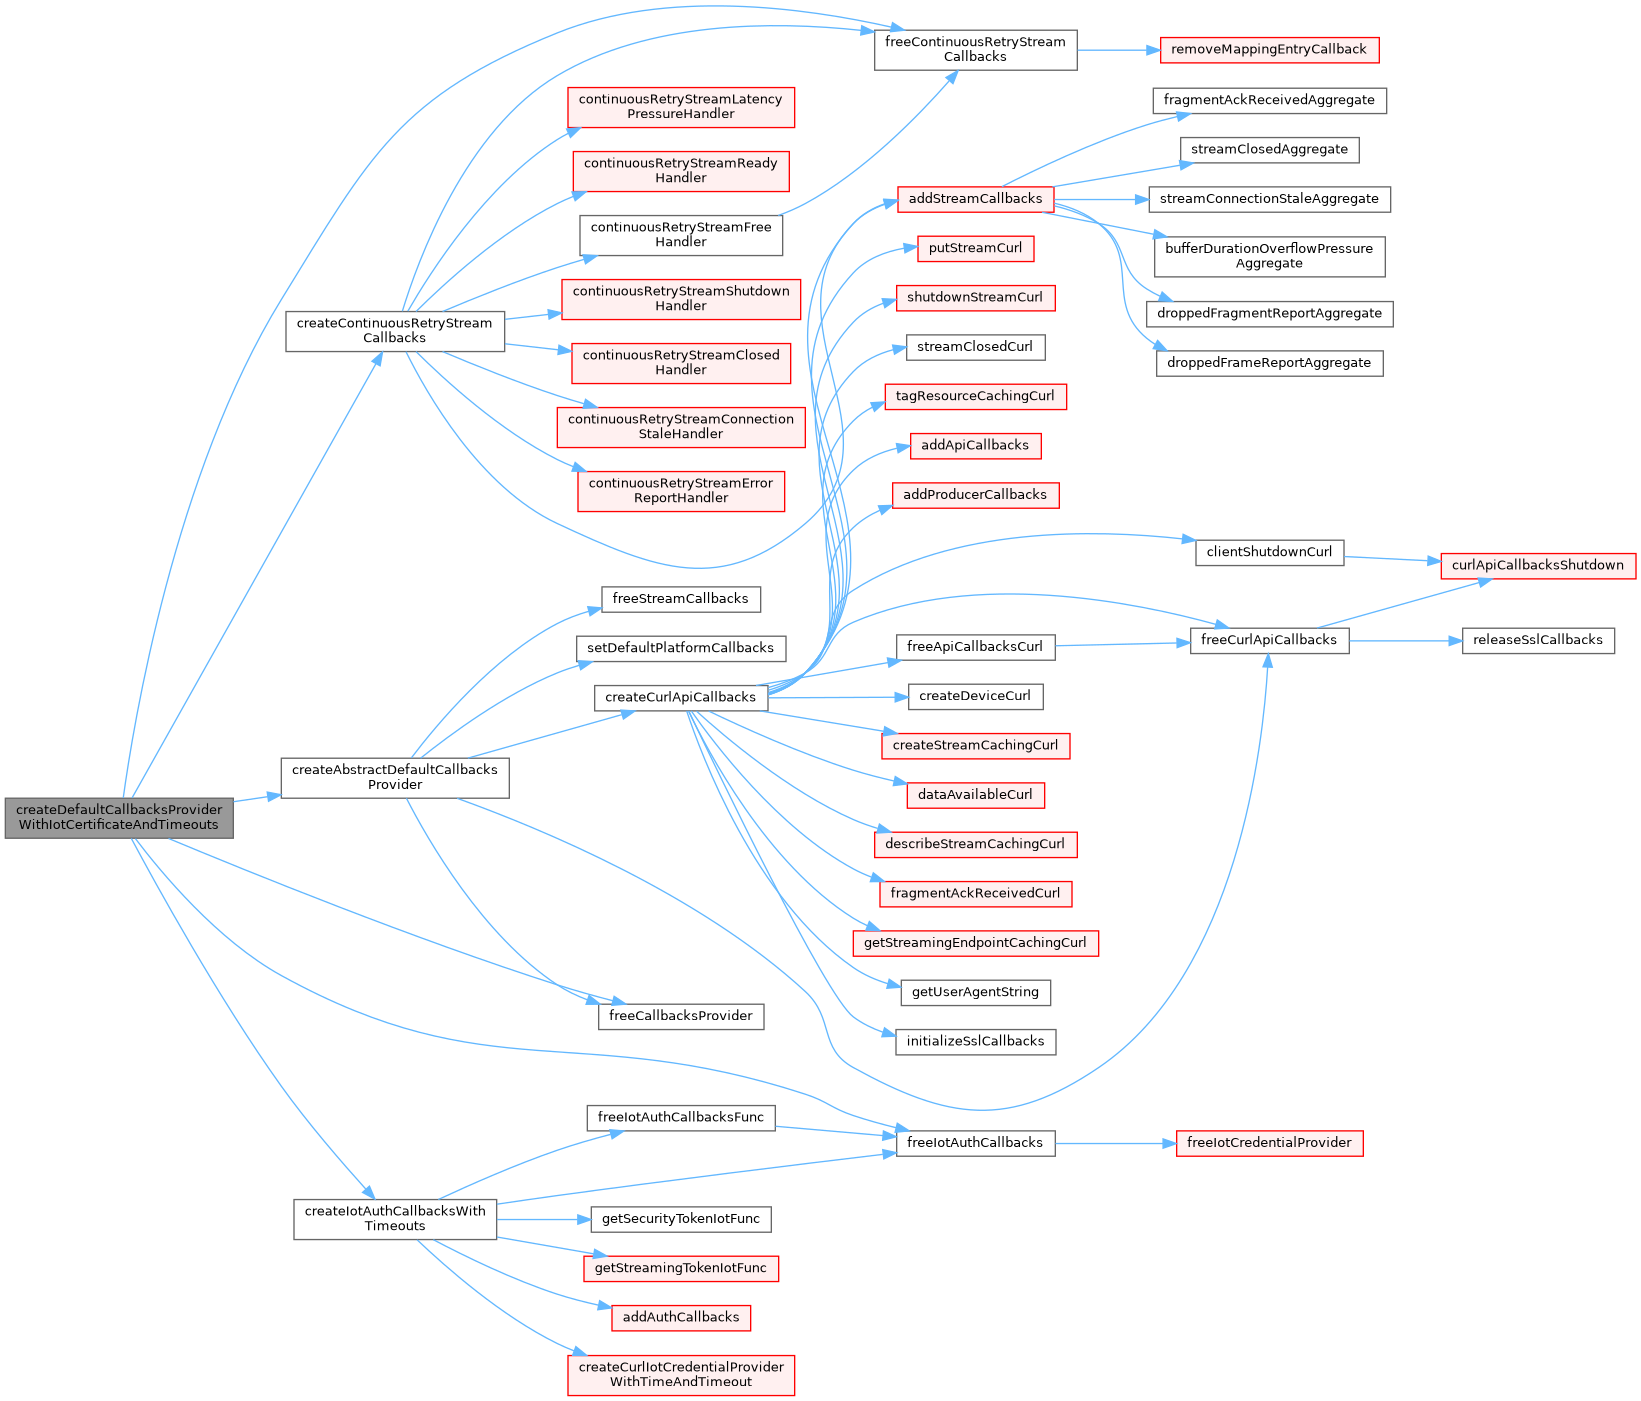 createDefaultCallbacksProvider
WithIotCertificateAndTimeouts
createContinuousRetryStream
Callbacks
createAbstractDefaultCallbacks
Provider
createIotAuthCallbacksWith
Timeouts
continuousRetryStreamLatency
PressureHandler
continuousRetryStreamReady
Handler
continuousRetryStreamFree
Handler
continuousRetryStreamShutdown
Handler
continuousRetryStreamClosed
Handler
continuousRetryStreamConnection
StaleHandler
continuousRetryStreamError
ReportHandler
freeStreamCallbacks
setDefaultPlatformCallbacks
createCurlApiCallbacks
freeCallbacksProvider
freeIotAuthCallbacksFunc
getSecurityTokenIotFunc
getStreamingTokenIotFunc
addAuthCallbacks
createCurlIotCredentialProvider
WithTimeAndTimeout
freeContinuousRetryStream
Callbacks
addStreamCallbacks
putStreamCurl
shutdownStreamCurl
streamClosedCurl
tagResourceCachingCurl
addApiCallbacks
addProducerCallbacks
freeApiCallbacksCurl
createDeviceCurl
createStreamCachingCurl
dataAvailableCurl
describeStreamCachingCurl
fragmentAckReceivedCurl
getStreamingEndpointCachingCurl
getUserAgentString
initializeSslCallbacks
freeIotAuthCallbacks
removeMappingEntryCallback
fragmentAckReceivedAggregate
streamClosedAggregate
streamConnectionStaleAggregate
bufferDurationOverflowPressure
Aggregate
droppedFragmentReportAggregate
droppedFrameReportAggregate
clientShutdownCurl
freeCurlApiCallbacks
freeIotCredentialProvider
curlApiCallbacksShutdown
releaseSslCallbacks